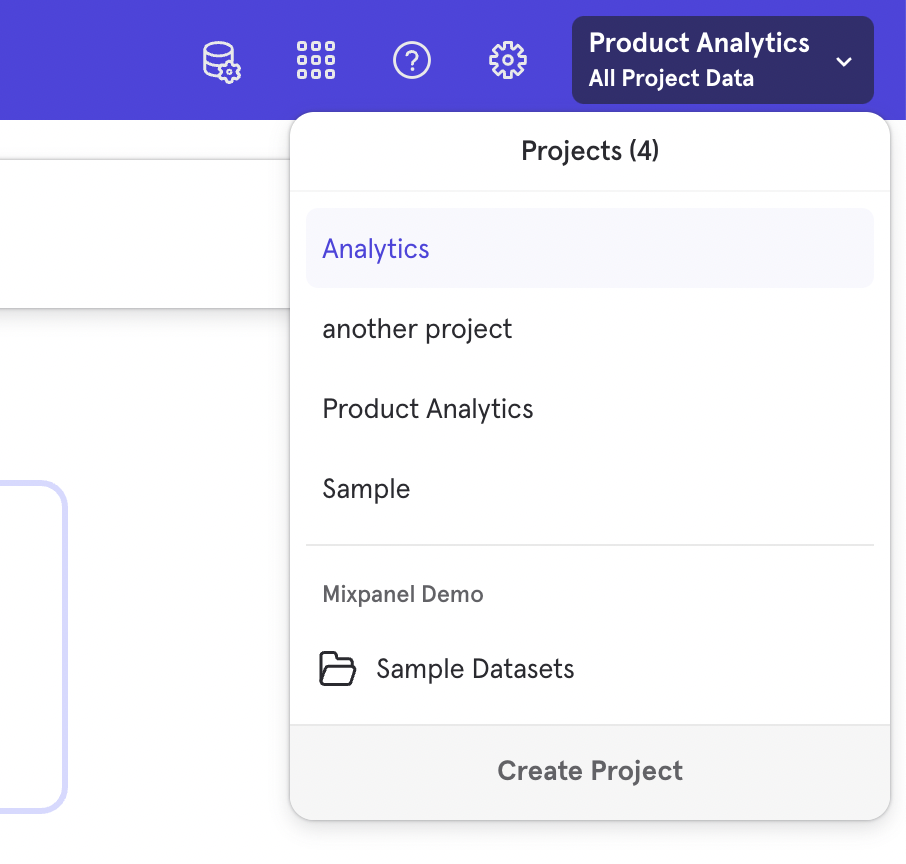 Product Analytics
All Project Data
Projects (4)
Analytics
another project
Product Analytics
Sample
Mixpanel Demo
Sample Datasets
Create Project